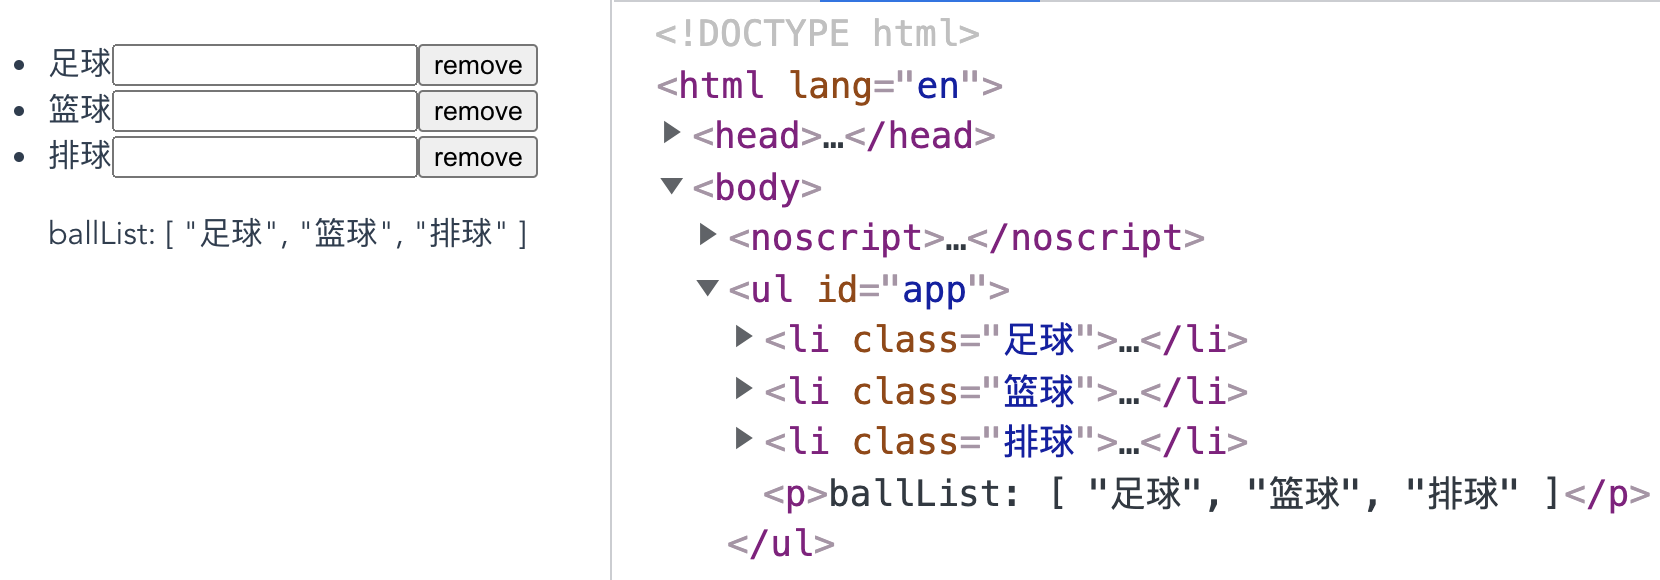 足球 remove
篮球 remove
排球 remove
ballList: [ "足球", "篮球", "排球" ]
<!DOCTYPE html>
<html lang="en">
<head>…</head>
<body>
<noscript>…</noscript>
<ul id="app">
<li class="足球">…</li>
<li class="篮球">…</li>
<li class="排球">…</li>
<p>ballList: [ "足球", "篮球", "排球" ]</p>
</ul>